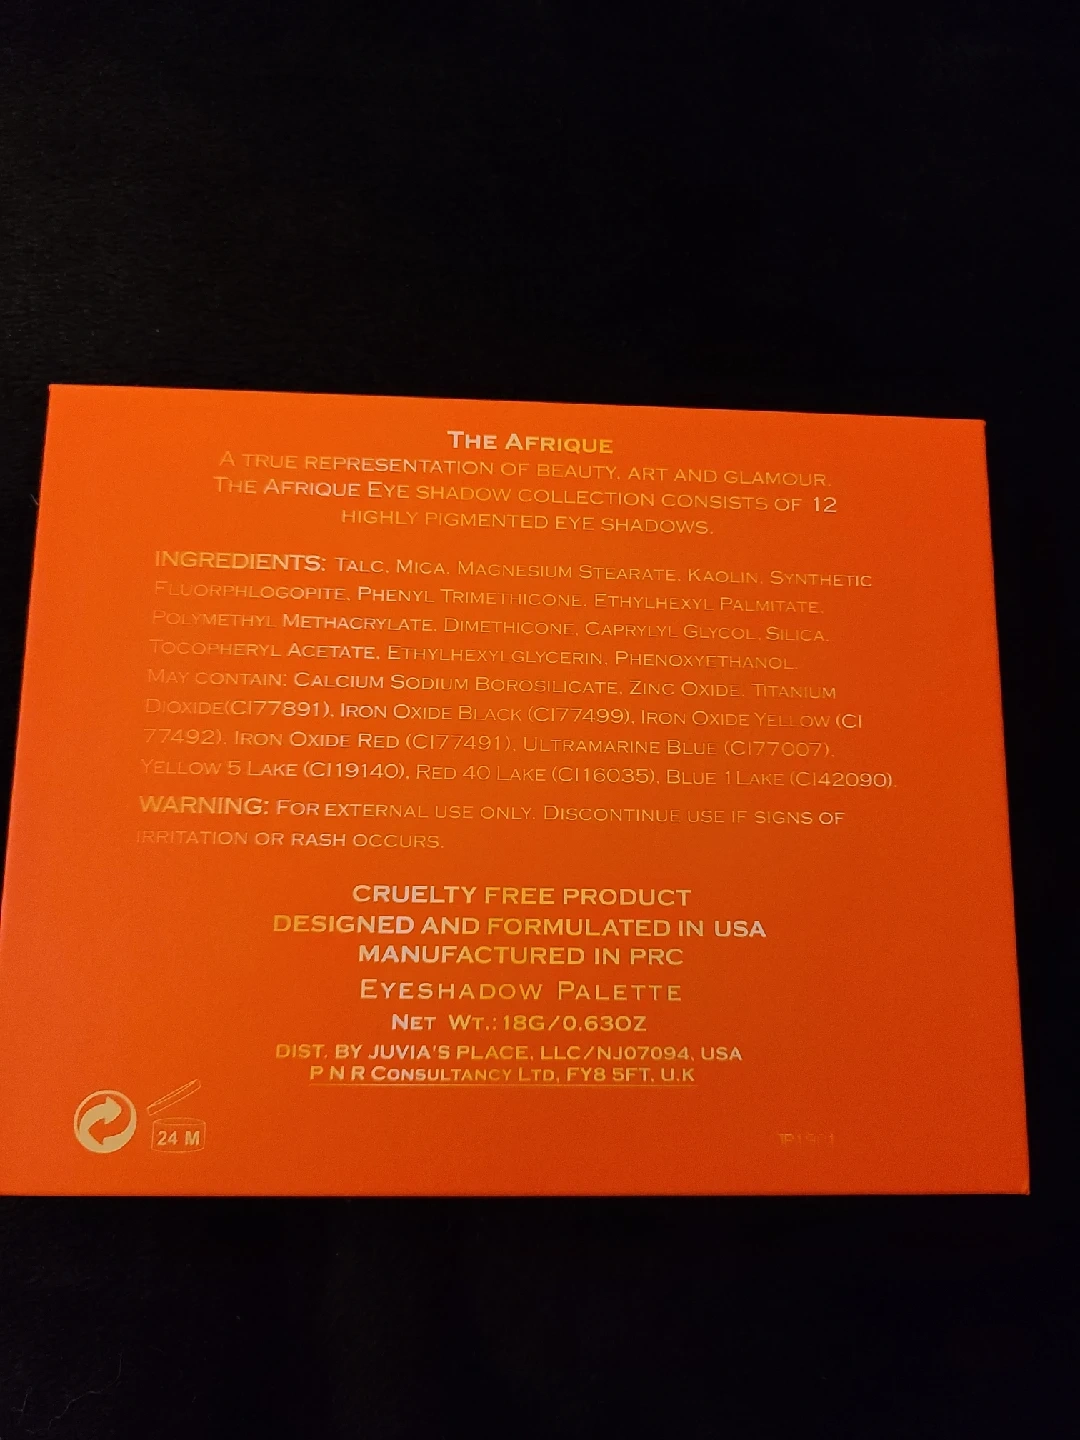 THE AFRIQUE
A TRUE REPRESENTATION OF BEAUTY, ART AND GLAMOUR.
THE AFRIQUE EYE SHADOW COLLECTION CONSISTS OF 12
HIGHLY PIGMENTED EYE SHADOWS.
INGREDIENTS: TALC, MICA, MAGNESIUM STEARATE, KAOLIN, SYNTHETIC
FLUORPHLOGOPITE, PHENYL TRIMETHICONE, ETHYLHEXYL PALMITATE,
POLYMETHYL METHACRYLATE, DIMETHICONE, CAPRYLYL GLYCOL, SILICA,
TOCOPHERYL ACETATE, ETHYLHEXYLGLYCERIN, PHENOXYETHANOL.
MAY CONTAIN: CALCIUM SODIUM BOROSILICATE, ZINC OXIDE, TITANIUM
DIOXIDE(CI77891), IRON OXIDE BLACK (CI77499), IRON OXIDE YELLOW (CI
77492), IRON OXIDE RED (CI77491), ULTRAMARINE BLUE (CI77007),
YELLOW 5 LAKE (CI19140), RED 40 LAKE (CI16035), BLUE 1 LAKE (CI42090).
WARNING: FOR EXTERNAL USE ONLY. DISCONTINUE USE IF SIGNS OF
IRRITATION OR RASH OCCURS.
CRUELTY FREE PRODUCT
DESIGNED AND FORMULATED IN USA
MANUFACTURED IN PRC
EYESHADOW PALETTE
NET WT.: 18G/0.63OZ
DIST. BY JUVIA'S PLACE, LLC/NJ07094, USA
P N R CONSULTANCY LTD, FY8 5FT, U.K
24 M